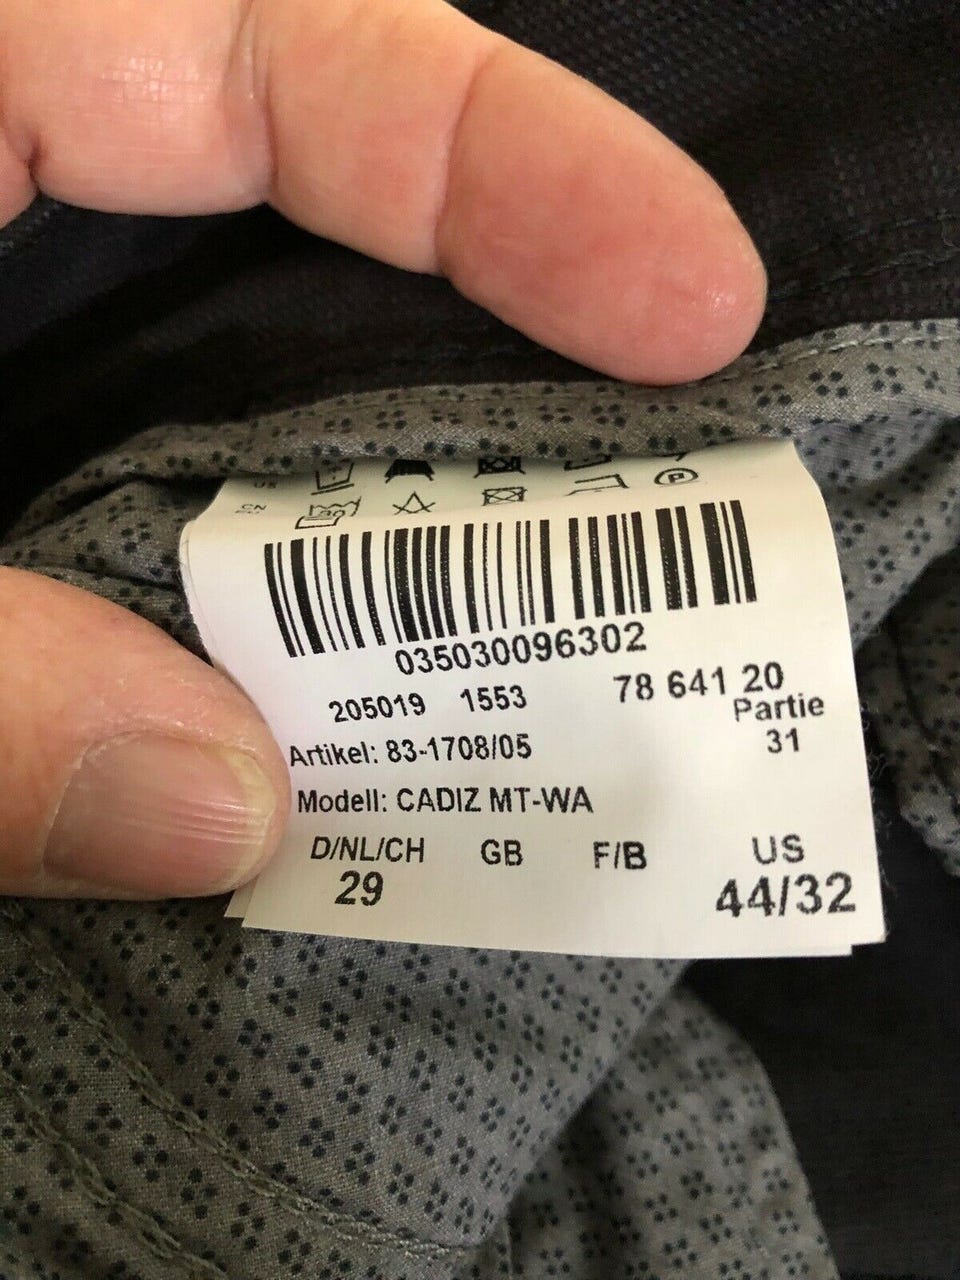 CN
035030096302
205019 1553 78 641 20
Partie
31
Artikel: 83-1708/05
Modell: CADIZ MT-WA
D/NL/CH GB F/B US
29 44/32